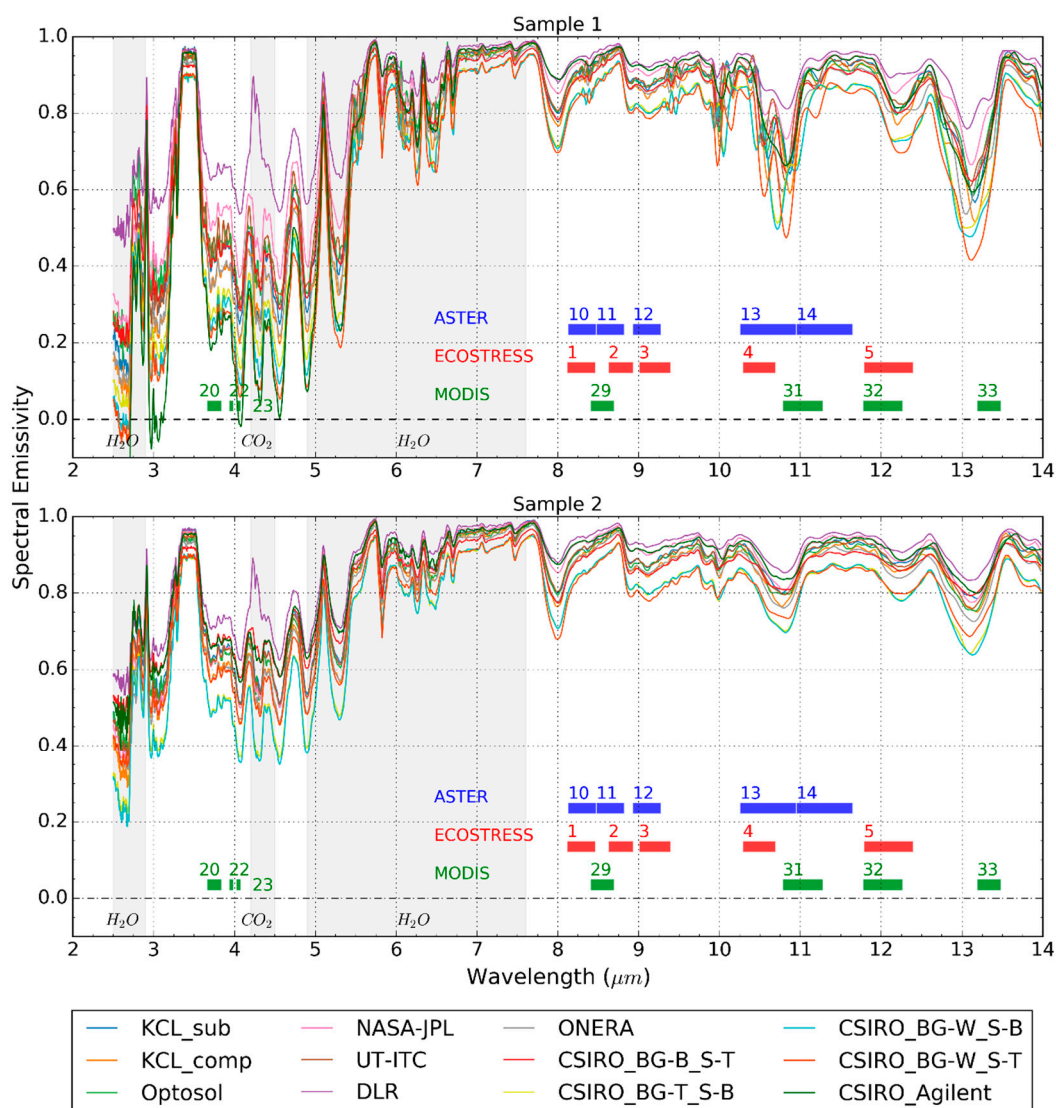 Sample 1
1.0
0.8
0.6
0.4
0.2
0.0
ASTER 10 11 12 13 14
ECOSTRESS 1 2 3 4 5
MODIS 20 22 23 29 31 32 33
H2O CO2 H2O
2 3 4 5 6 7 8 9 10 11 12 13 14
Spectral Emissivity
Sample 2
1.0
0.8
0.6
0.4
0.2
0.0
ASTER 10 11 12 13 14
ECOSTRESS 1 2 3 4 5
MODIS 20 22 23 29 31 32 33
H2O CO2 H2O
2 3 4 5 6 7 8 9 10 11 12 13 14
Wavelength (μm)
KCL_sub NASA-JPL ONERA CSIRO_BG-W_S-B
KCL_comp UT-ITC CSIRO_BG-B_S-T CSIRO_BG-W_S-T
Optosol DLR CSIRO_BG-T_S-B CSIRO_Agilent